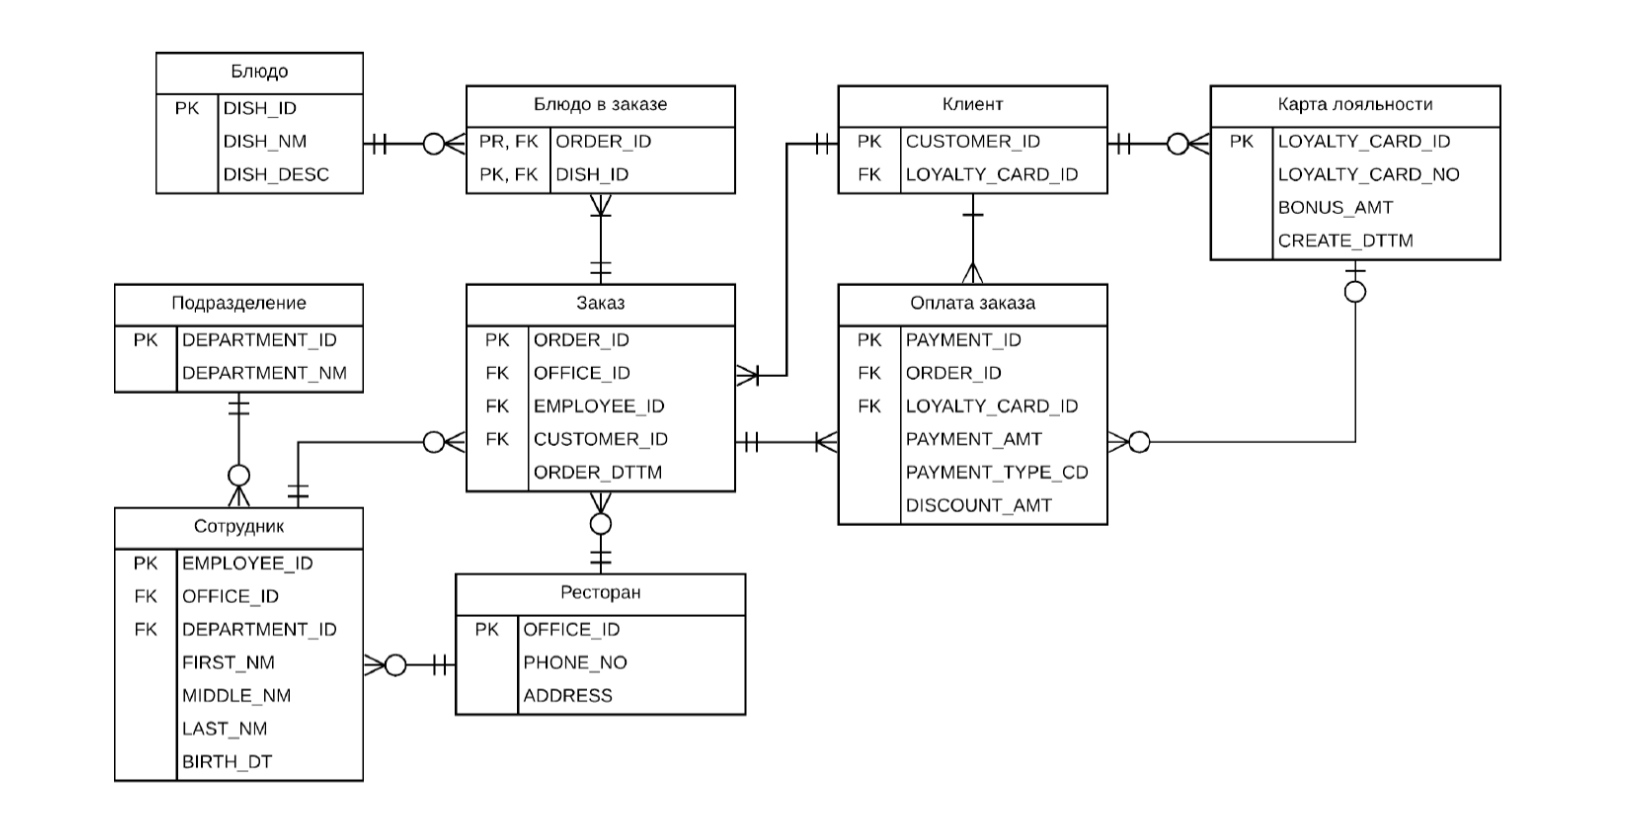 Блюдо
PK DISH_ID
DISH_NM
DISH_DESC
Блюдо в заказе
PR, FK ORDER_ID
PK, FK DISH_ID
Клиент
PK CUSTOMER_ID
FK LOYALTY_CARD_ID
Карта лояльности
PK LOYALTY_CARD_ID
LOYALTY_CARD_NO
BONUS_AMT
CREATE_DTTM
Подразделение
PK DEPARTMENT_ID
DEPARTMENT_NM
Заказ
PK ORDER_ID
FK OFFICE_ID
FK EMPLOYEE_ID
FK CUSTOMER_ID
ORDER_DTTM
Оплата заказа
PK PAYMENT_ID
FK ORDER_ID
FK LOYALTY_CARD_ID
PAYMENT_AMT
PAYMENT_TYPE_CD
DISCOUNT_AMT
Сотрудник
PK EMPLOYEE_ID
FK OFFICE_ID
FK DEPARTMENT_ID
FIRST_NM
MIDDLE_NM
LAST_NM
BIRTH_DT
Ресторан
PK OFFICE_ID
PHONE_NO
ADDRESS